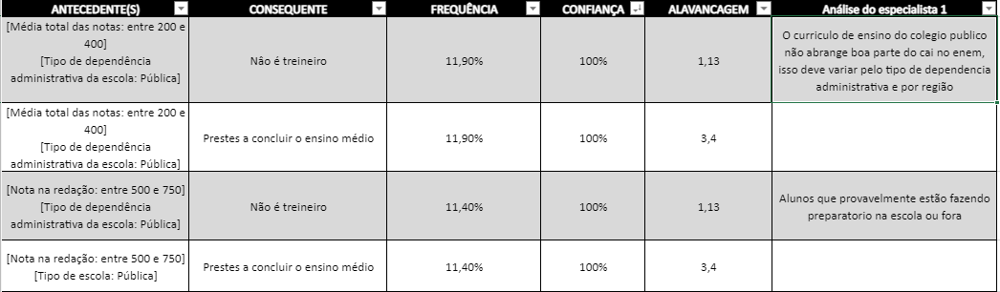 ANTECEDENTE(S) CONSEQUENTE FREQUÊNCIA CONFIANÇA ALAVANCAGEM Análise do especialista 1
[Média total das notas: entre 200 e
400]
[Tipo de dependência
administrativa da escola: Pública]
Não é treineiro
11,90%
100%
1,13
O curriculo de ensino do colegio publico
não abrange boa parte do cai no enem,
isso deve variar pelo tipo de dependencia
administrativa e por região
[Média total das notas: entre 200 e
400]
[Tipo de dependência
administrativa da escola: Pública]
Prestes a concluir o ensino médio
11,90%
100%
3,4
[Nota na redação: entre 500 e 750]
[Tipo de dependência
administrativa da escola: Pública]
Não é treineiro
11,40%
100%
1,13
Alunos que provavelmente estão fazendo
preparatorio na escola ou fora
[Nota na redação: entre 500 e 750]
[Tipo de escola: Pública]
Prestes a concluir o ensino médio
11,40%
100%
3,4